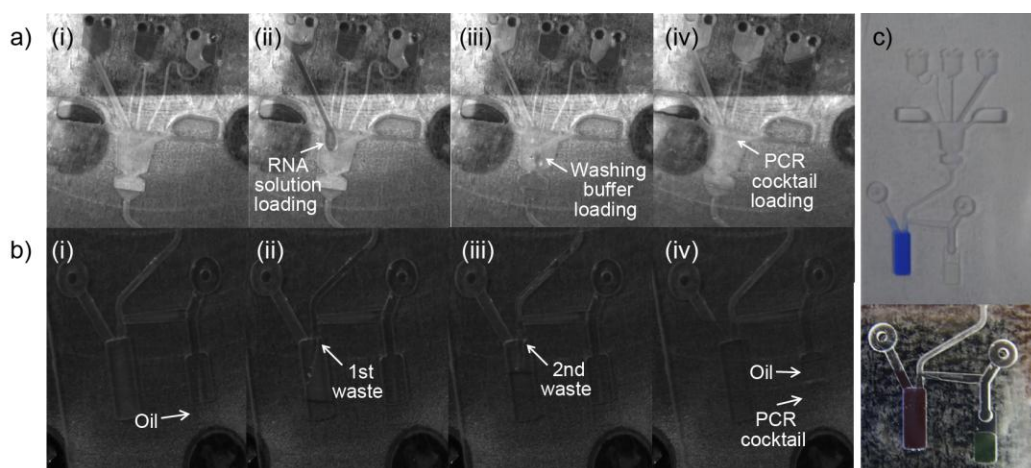 a)
(i)
(ii)
(iii)
(iv)
c)
RNA
solution
loading
Washing
buffer
loading
PCR
cocktail
loading
b)
(i)
(ii)
(iii)
(iv)
1st
waste
2nd
waste
Oil
Oil
PCR
cocktail